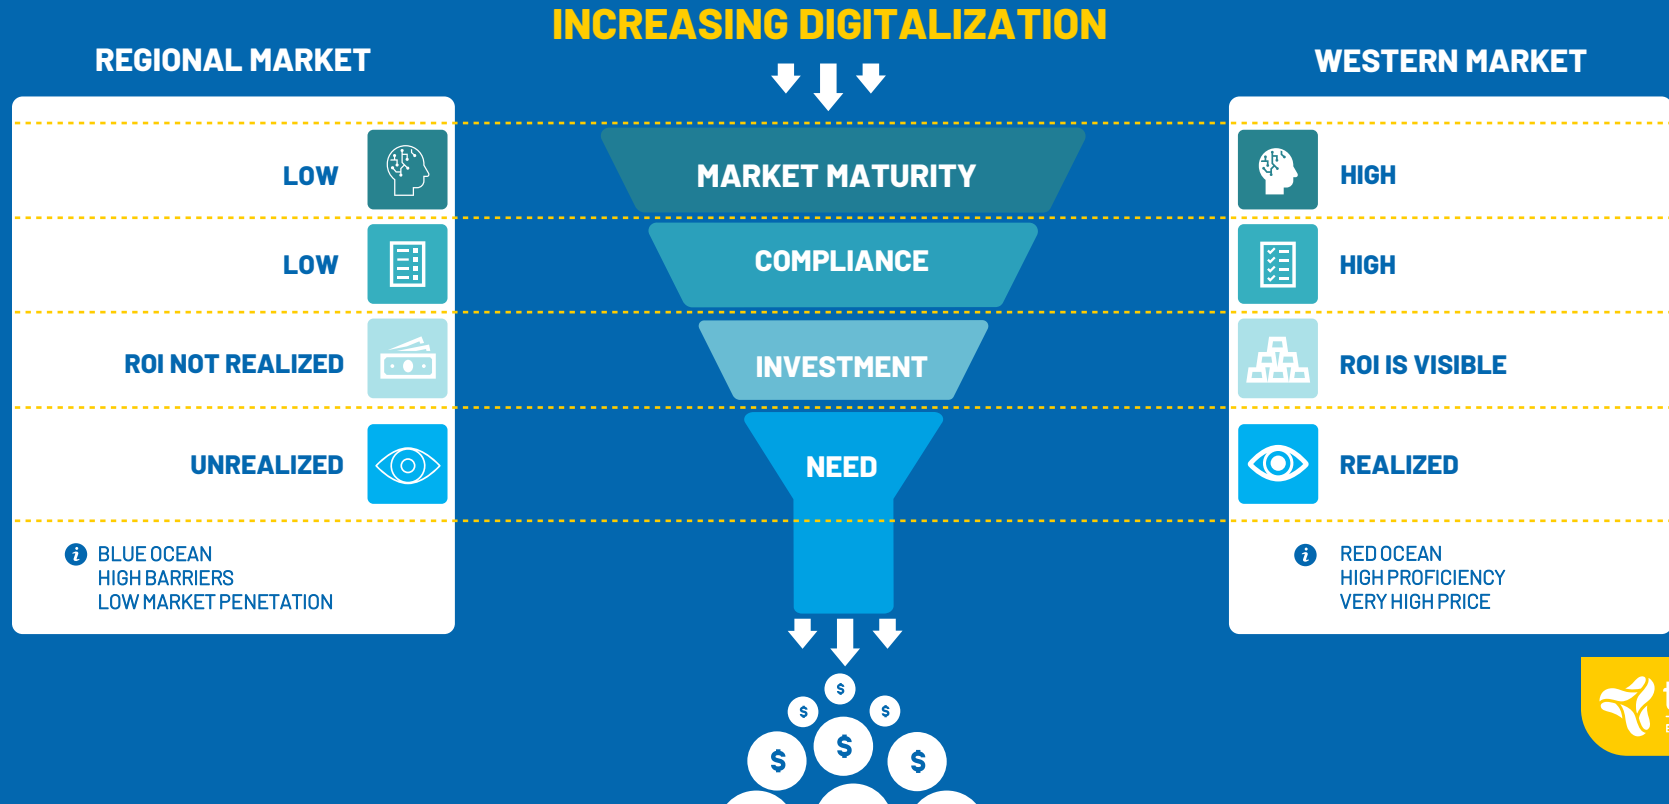 INCREASING DIGITALIZATION
REGIONAL MARKET
WESTERN MARKET
LOW
MARKET MATURITY
HIGH
LOW
COMPLIANCE
HIGH
ROI NOT REALIZED
INVESTMENT
ROI IS VISIBLE
UNREALIZED
NEED
REALIZED
BLUE OCEAN
HIGH BARRIERS
LOW MARKET PENETATION
RED OCEAN
HIGH PROFICIENCY
VERY HIGH PRICE
$
$ $
$ $ $